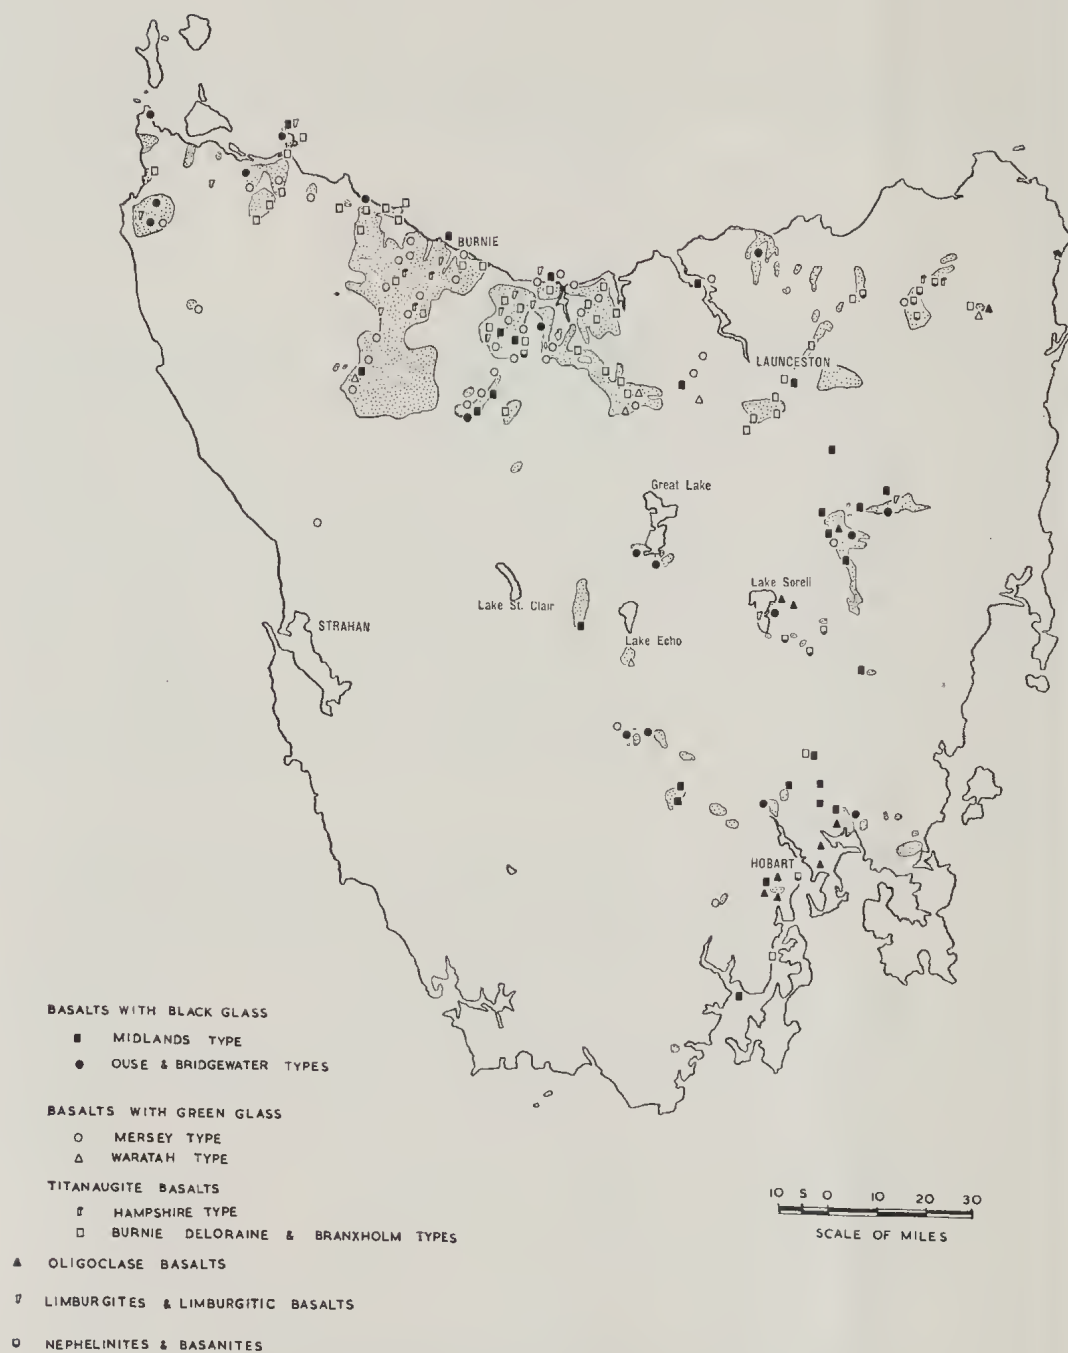 BURNIE
LAUNCESTON
Great Lake
Lake St. Clair
Lake Sorell
STRAHAN
Lake Echo
HOBART
BASALTS WITH BLACK GLASS
MIDLANDS TYPE
OUSE & BRIDGEWATER TYPES
BASALTS WITH GREEN GLASS
MERSEY TYPE
WARATAH TYPE
TITANAUGITE BASALTS
HAMPSHIRE TYPE
BURNIE DELORAINE & BRANXHOLM TYPES
OLIGOCLASE BASALTS
LIMBURGITES & LIMBURGITIC BASALTS
NEPHELINITES & BASANITES
10 5 0 10 20 30
SCALE OF MILES